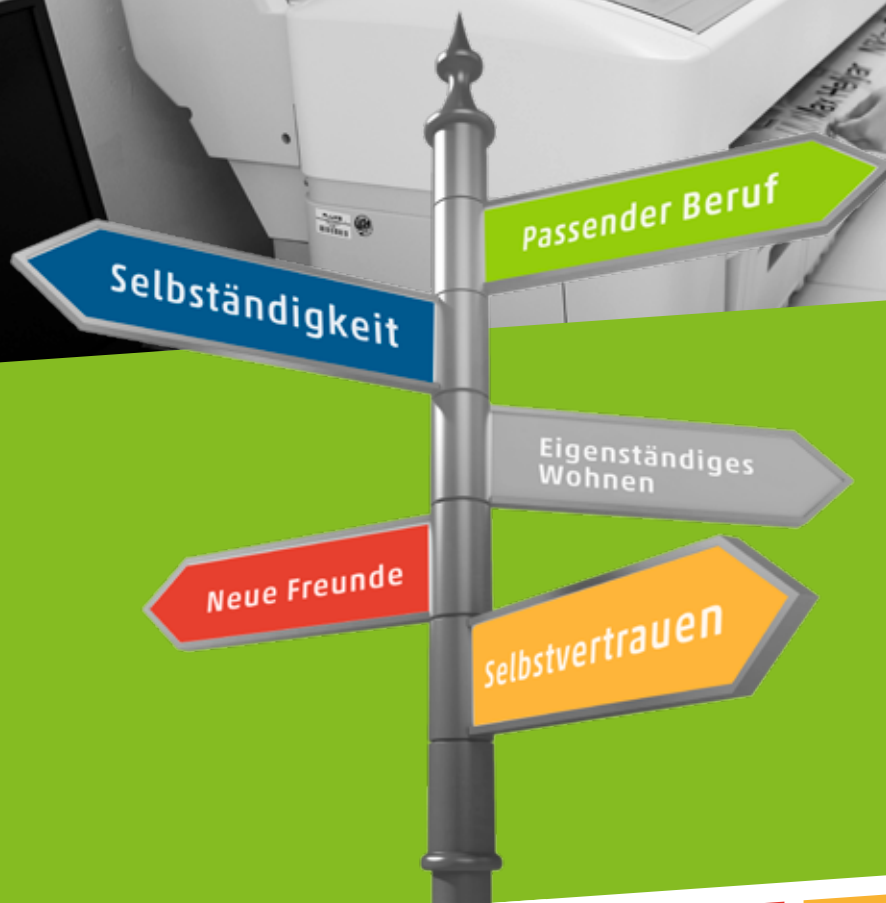 Passender Beruf
Selbständigkeit
Eigenständiges
Wohnen
Neue Freunde
Selbstvertrauen